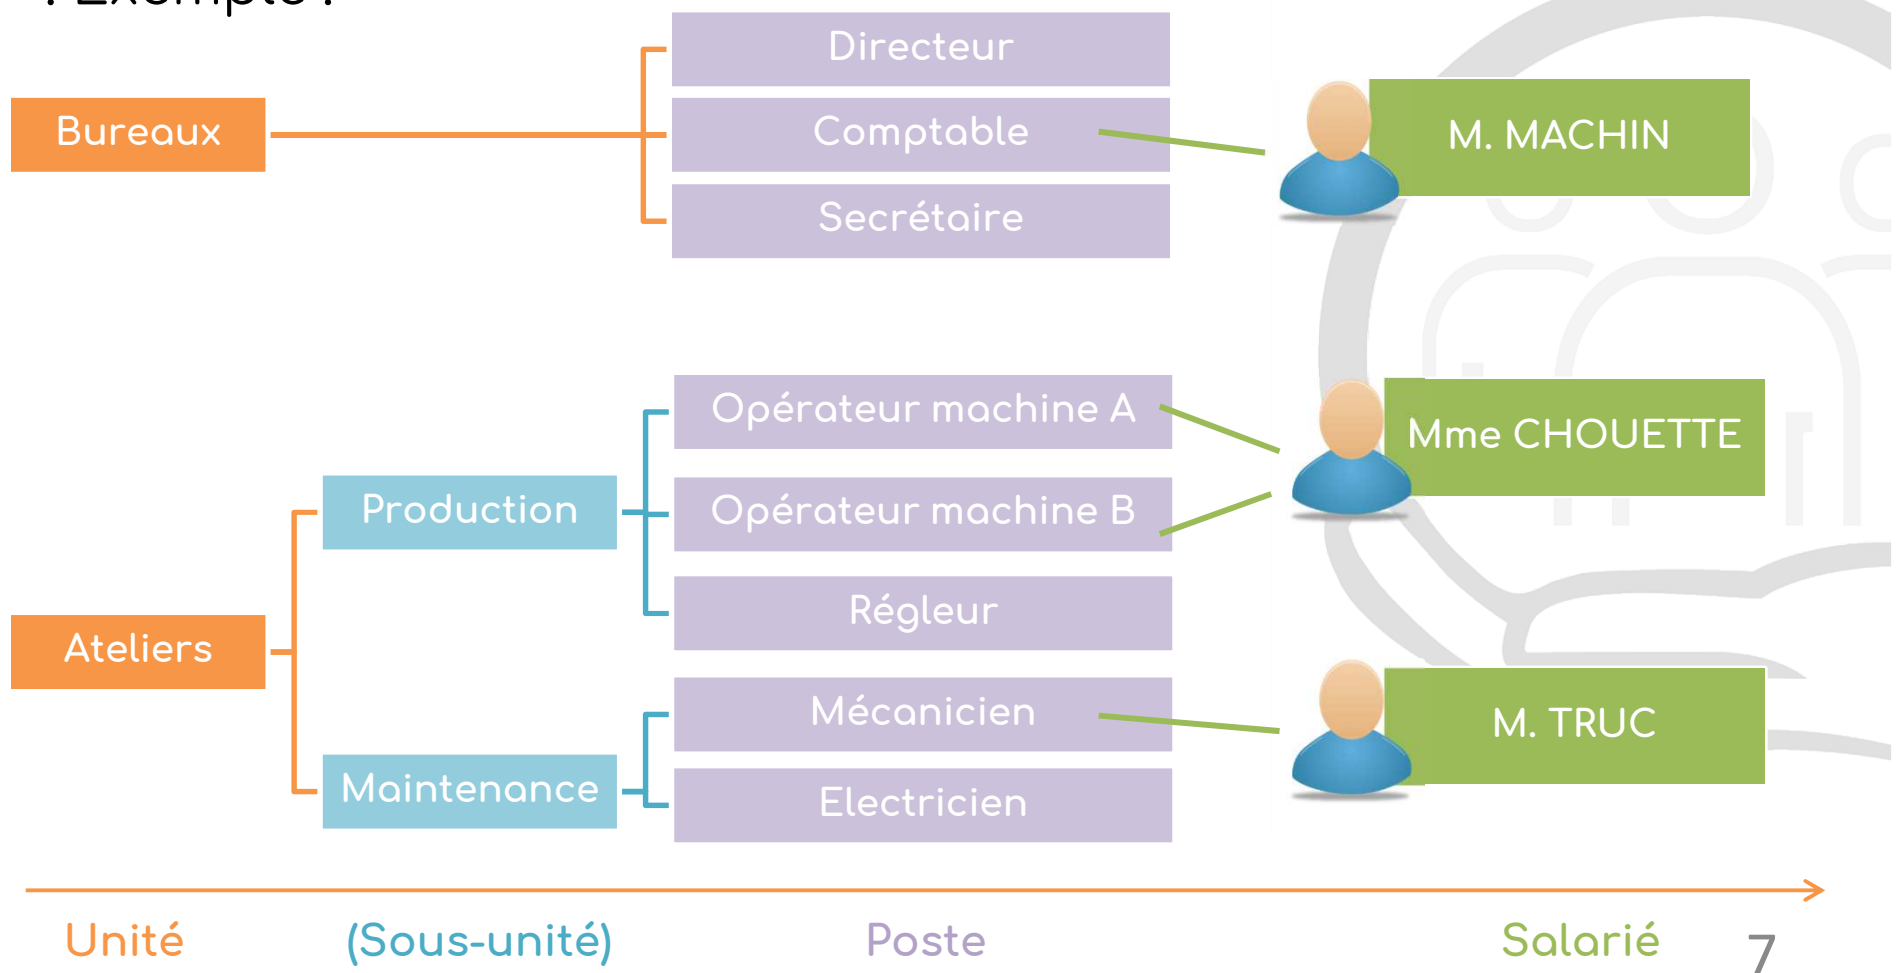 : Exemple :
Directeur
Bureaux
Comptable
M. MACHIN
Secrétaire
Opérateur machine A
Mme CHOUETTE
Production
Opérateur machine B
Régleur
Ateliers
Mécanicien
M. TRUC
Maintenance
Electricien
Unité
(Sous-unité)
Poste
Salarié
7